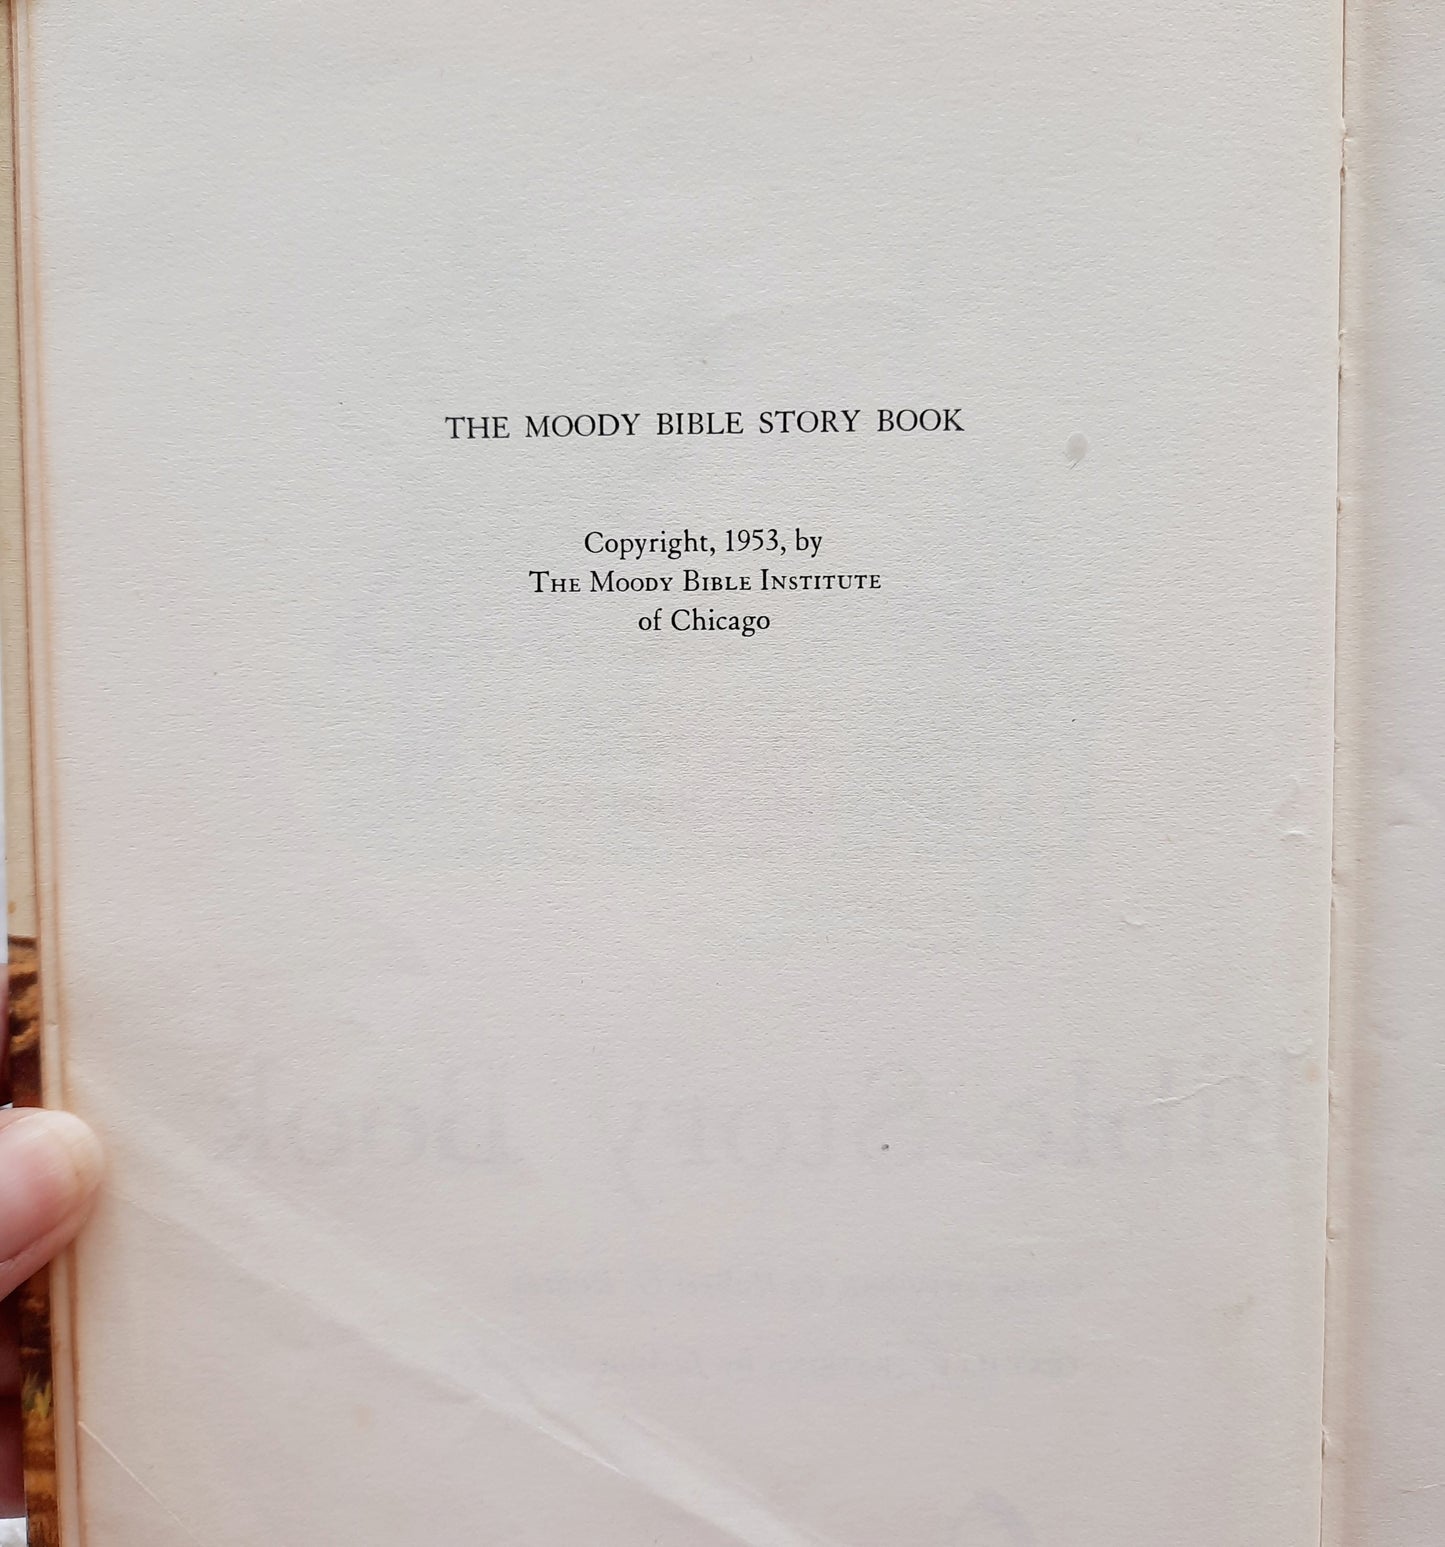 THE MOODY BIBLE STORY BOOK
Copyright, 1953, by
THE MOODY BIBLE INSTITUTE
of Chicago